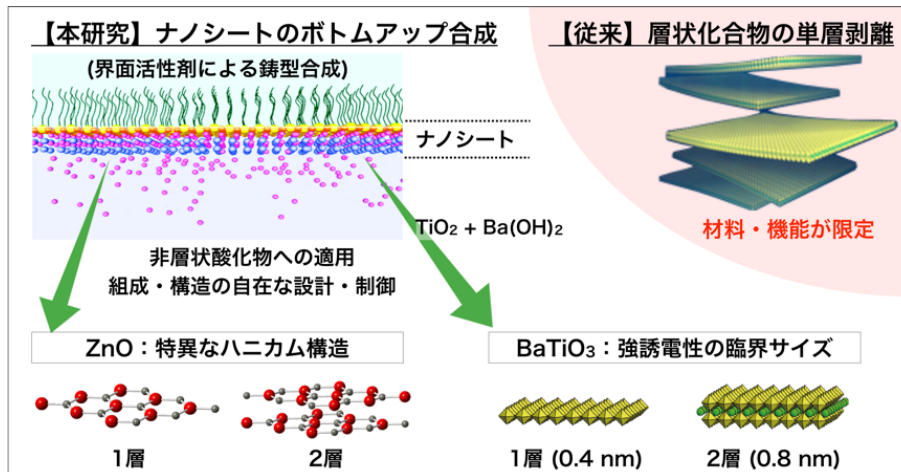 【本研究】ナノシートのボトムアップ合成
(界面活性剤による鋳型合成)
ナノシート
TiO₂ + Ba(OH)₂
非層状酸化物への適用
組成・構造の自在な設計・制御
【従来】層状化合物の単層剥離
材料・機能が限定
ZnO：特異なハニカム構造
1層
2層
BaTiO₃：強誘電性の臨界サイズ
1層 (0.4 nm)
2層 (0.8 nm)